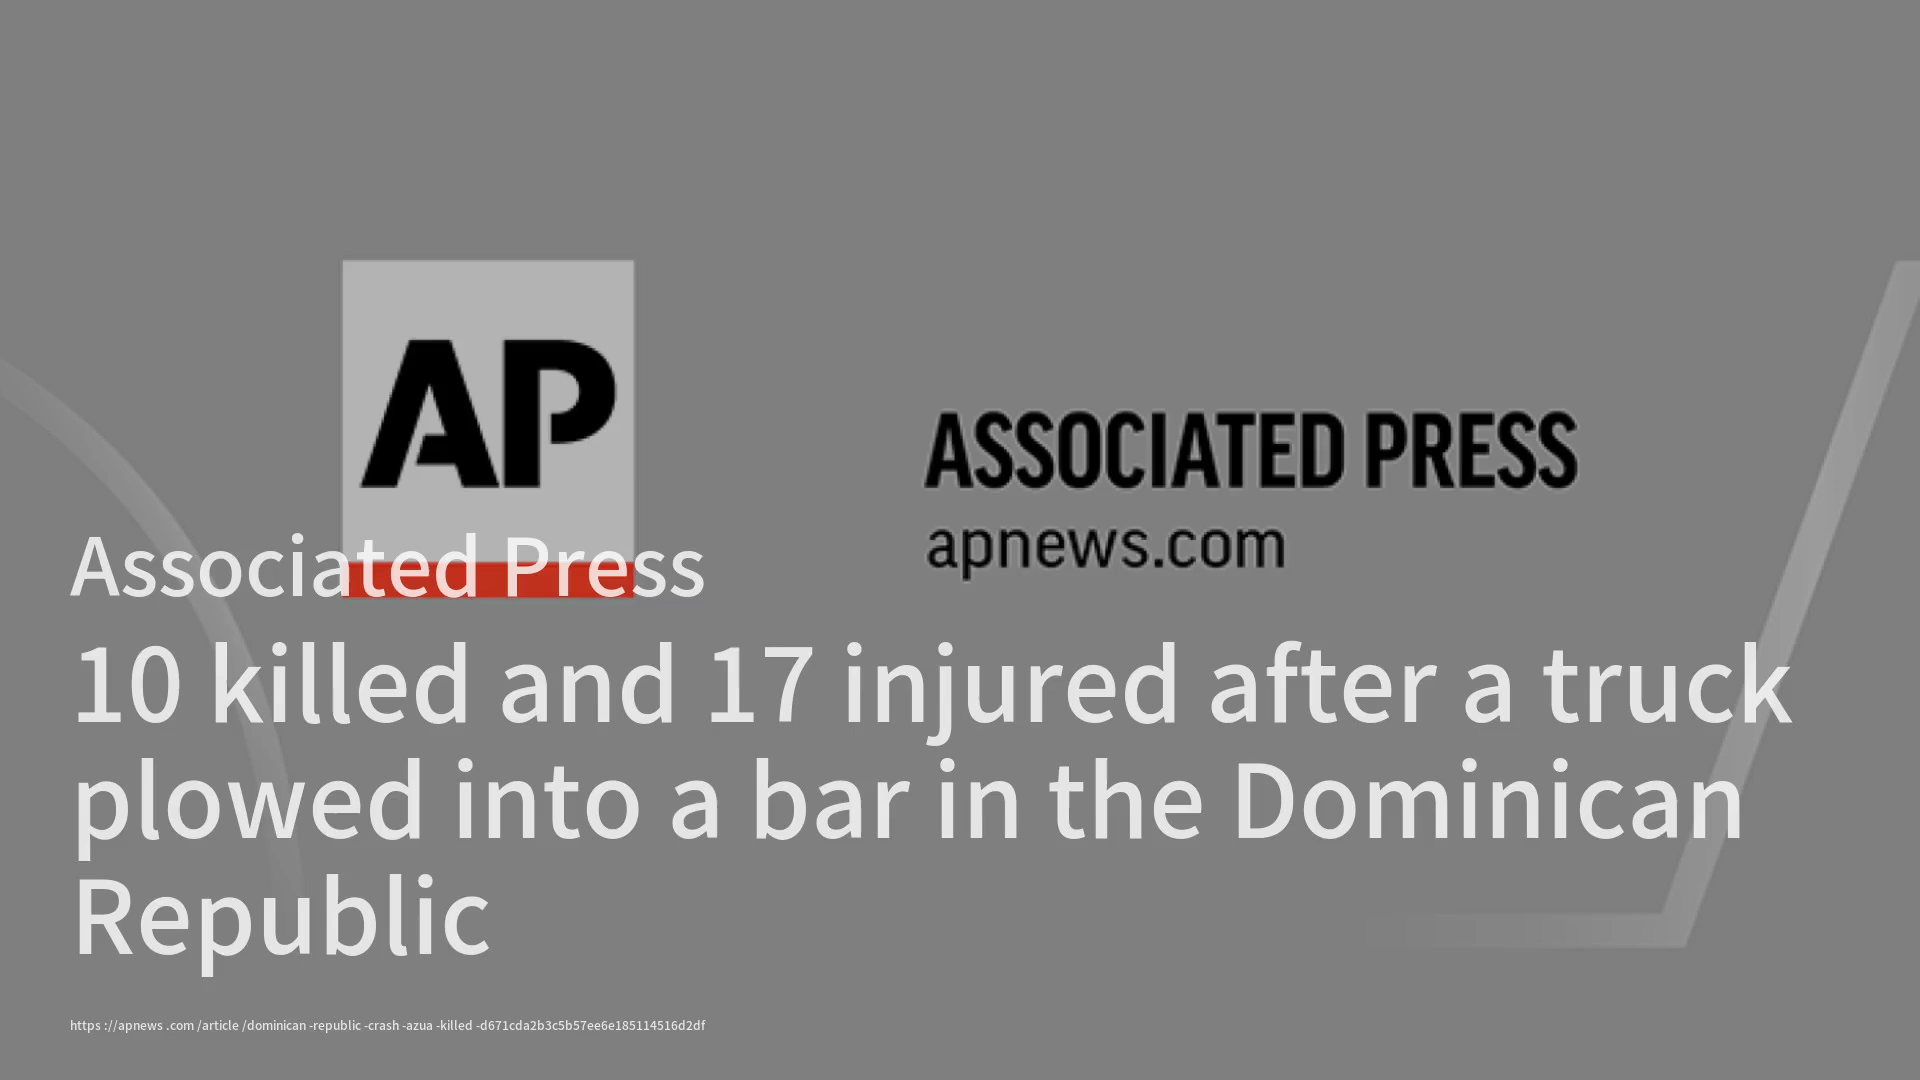 AP
ASSOCIATED PRESS
apnews.com
Associated Press
10 killed and 17 injured after a truck
plowed into a bar in the Dominican
Republic
https ://apnews .com /article /dominican -republic -crash -azua -killed -d671cda2b3c5b57ee6e185114516d2df